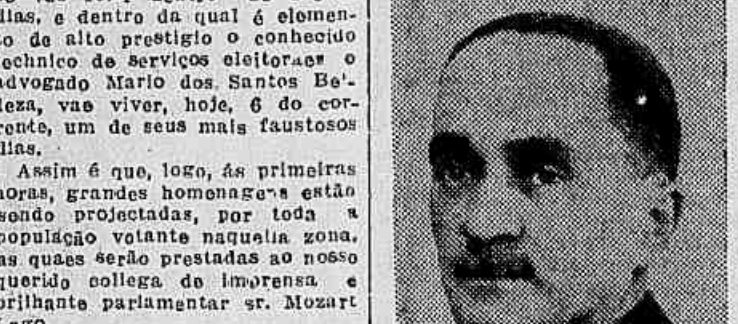 dias, e dentro da qual é elemen-
to de alto prestigio o conhecido
technico de serviços eleitoraes o
advogado Mario dos Santos Be'-
leza, vae viver, hoje, 6 do cor-
rente, um de seus mais faustosos
dias.
Assim é que, logo, ás primeiras
horas, grandes homenagens estão
sendo projectadas, por toda a
população votante naquella zona,
as quaes serão prestadas ao nosso
querido collega de imprensa e
brilhante parlamentar sr. Mozart
Lago